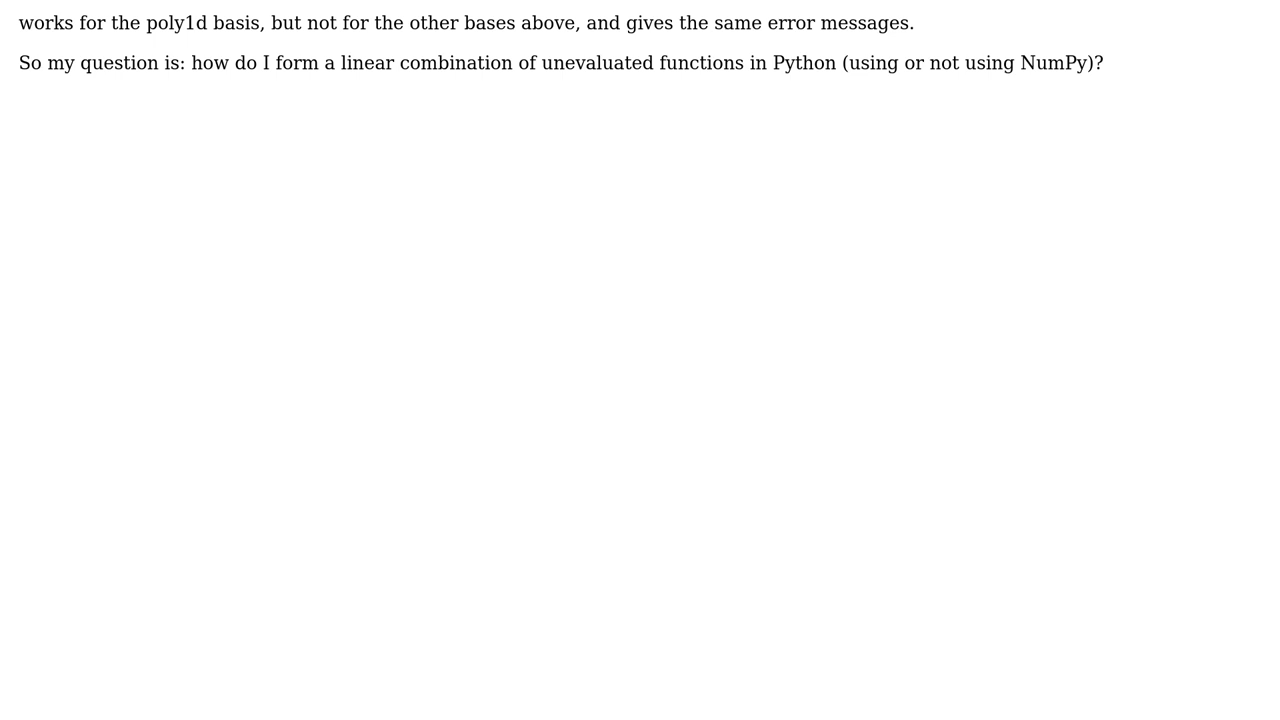 works for the poly1d basis, but not for the other bases above, and gives the same error messages.
So my question is: how do I form a linear combination of unevaluated functions in Python (using or not using NumPy)?